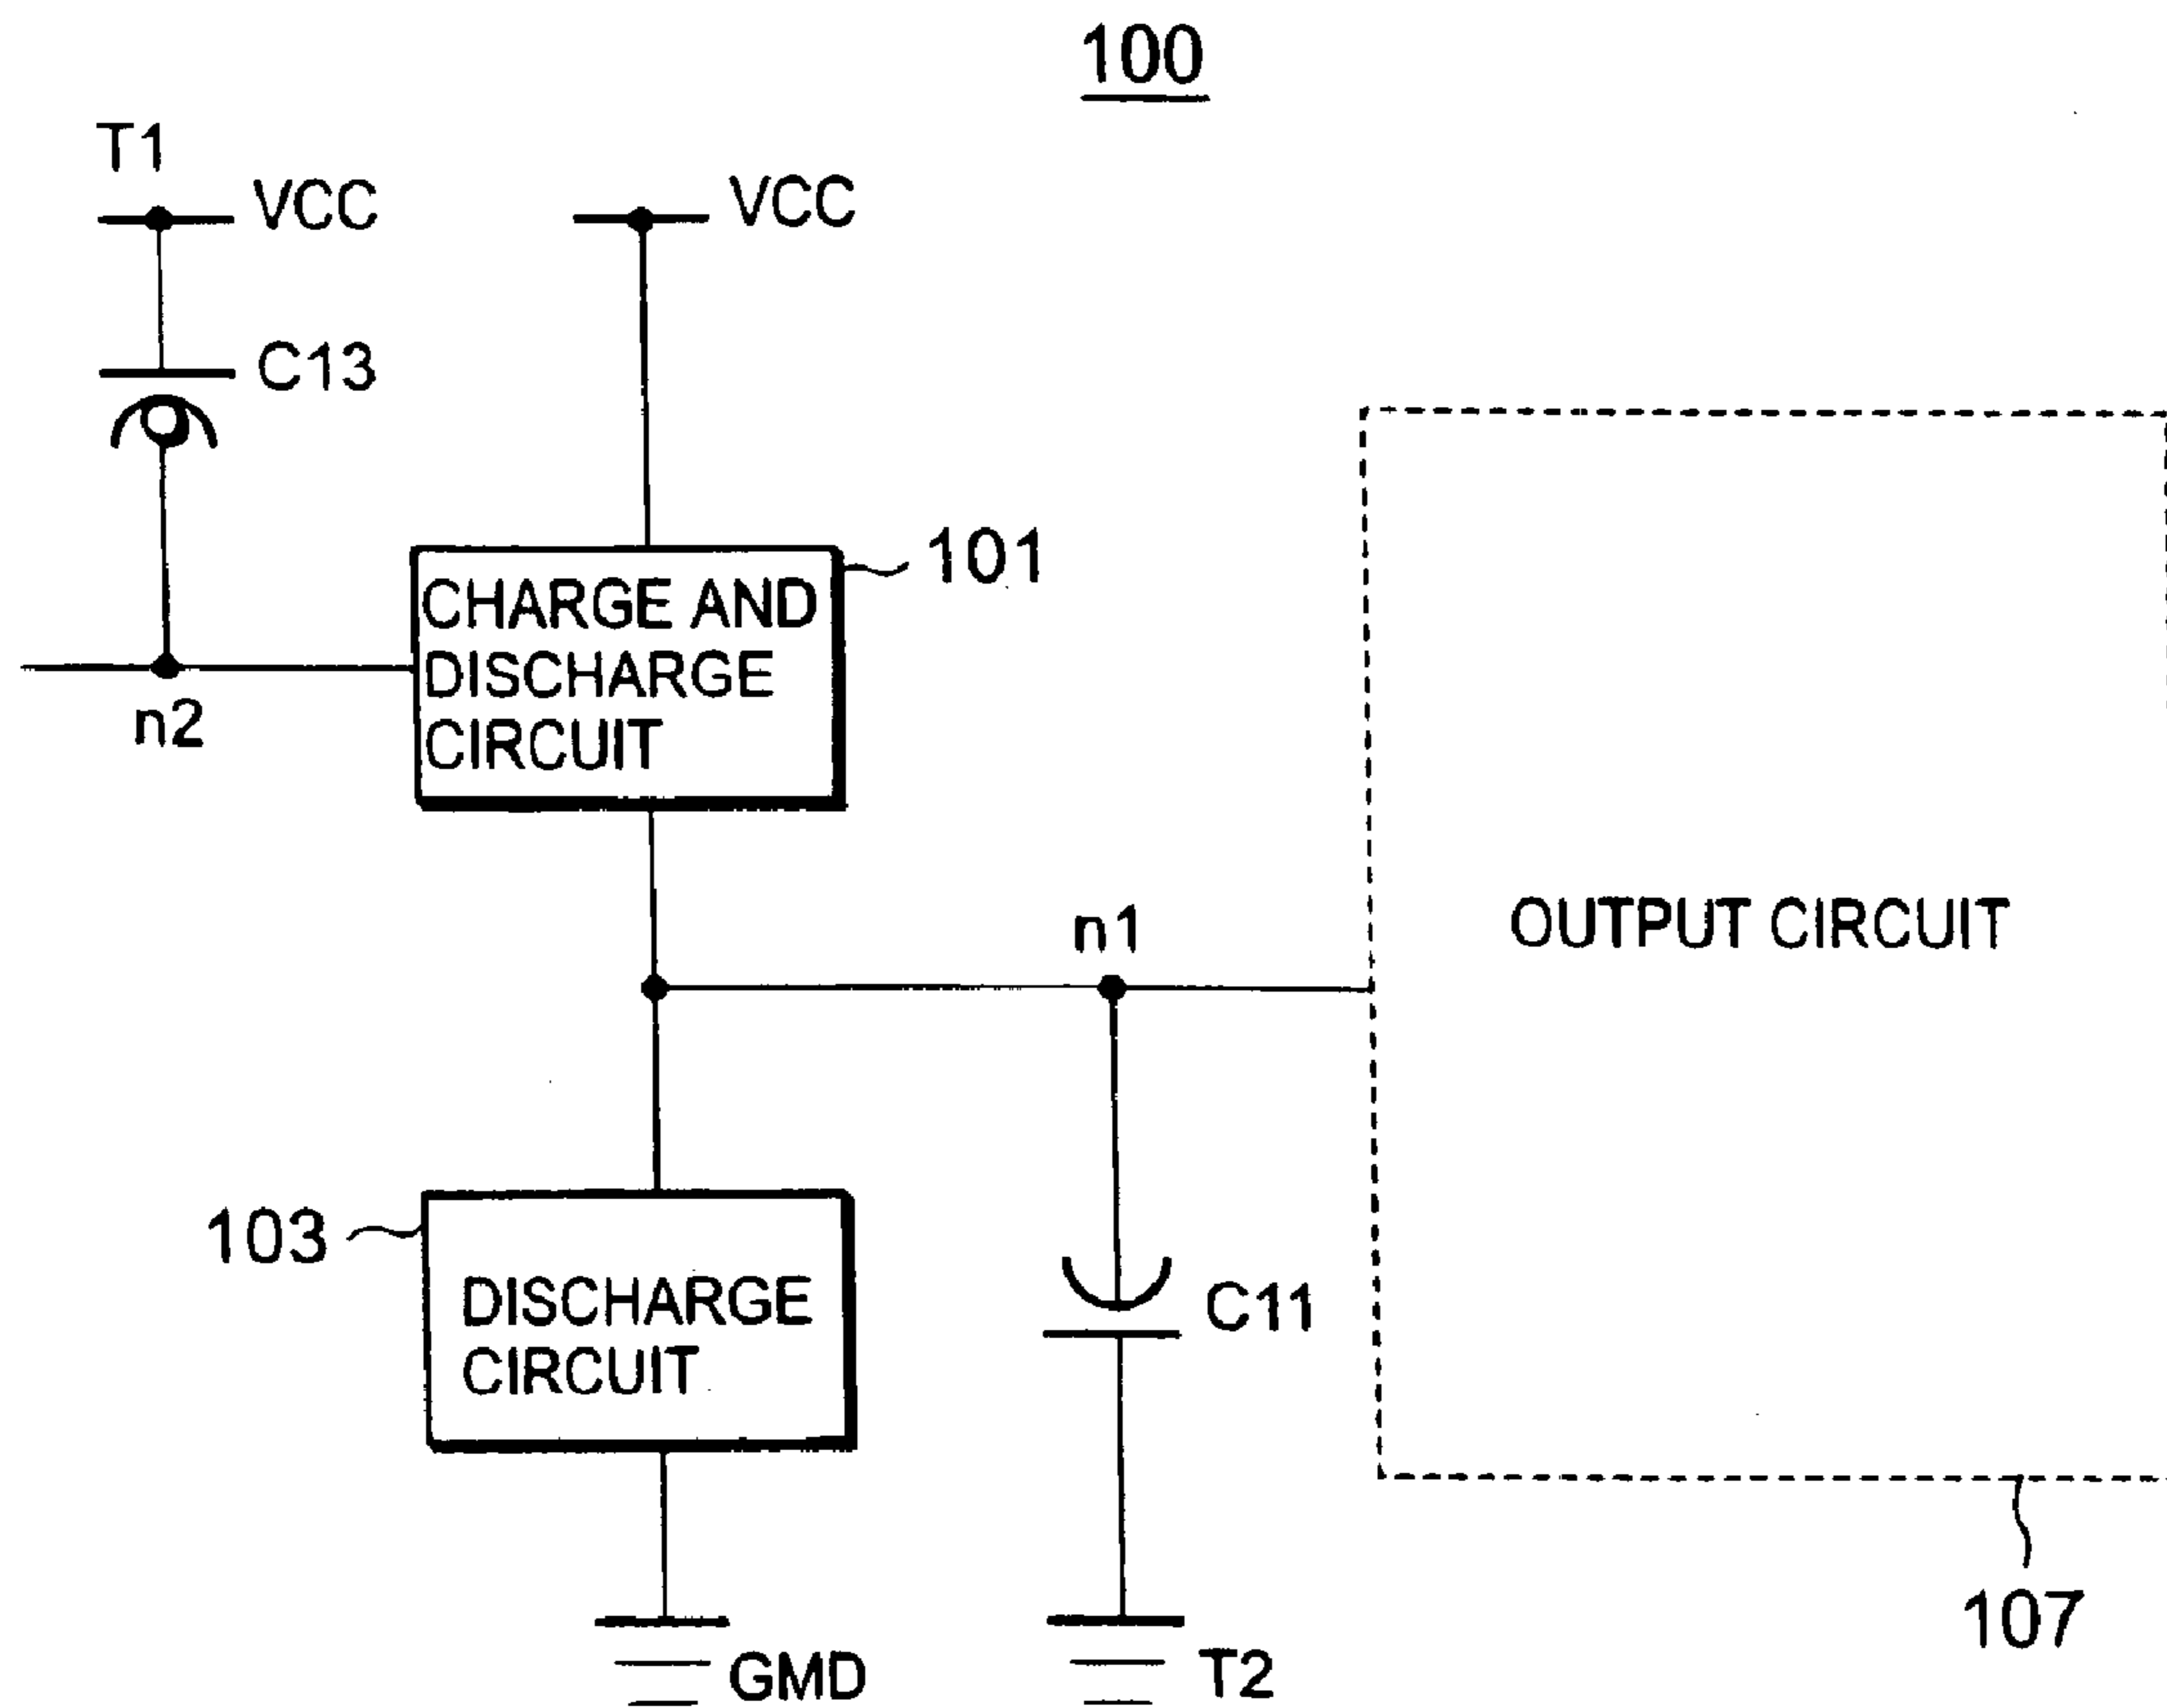 100
T1
VCC
VCC
C13
101
CHARGE AND
DISCHARGE
CIRCUIT
n2
n1
OUTPUT CIRCUIT
103
DISCHARGE
CIRCUIT
C11
107
GMD
T2